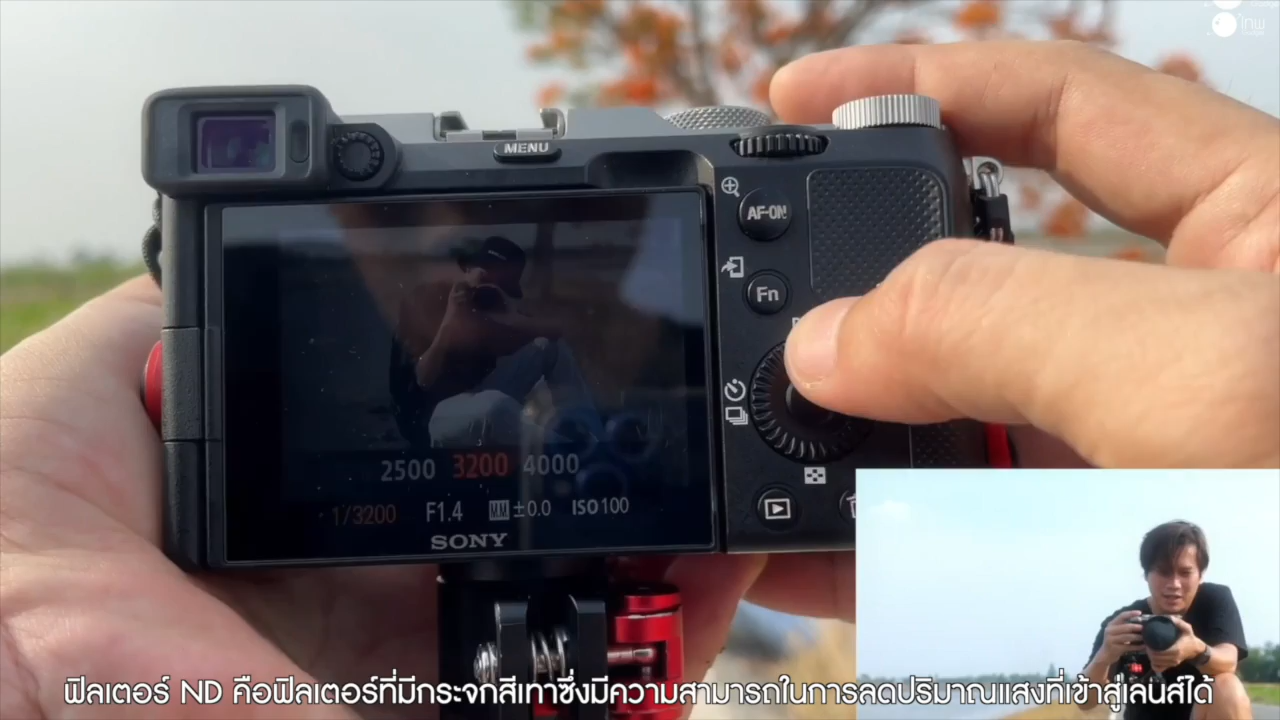 ไทพ
MENU
AF-ON
Fn
2500 3200 4000
1/3200 F1.4 M.M. ±0.0 ISO100
SONY
ฟิลเตอร์ ND คือฟิลเตอร์ที่มีกระจกสีเทาซึ่งมีความสามารถในการลดปริมาณแสงที่เข้าสู่เลนส์ได้